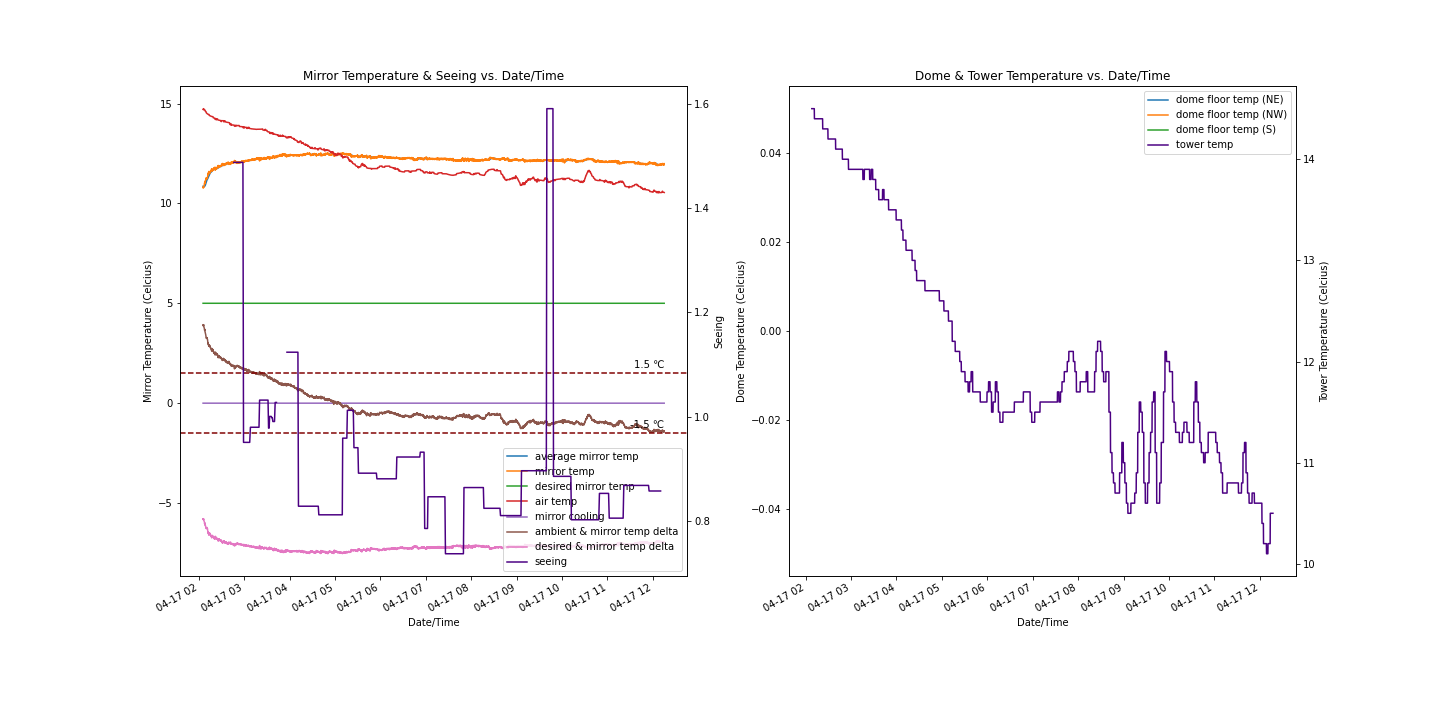 Mirror Temperature & Seeing vs. Date/Time
15
10
5
0
−5
Mirror Temperature (Celcius)
1.6
1.4
1.2
1.0
0.8
Seeing
1.5 °C
-1.5 °C
average mirror temp
mirror temp
desired mirror temp
air temp
mirror cooling
ambient & mirror temp delta
desired & mirror temp delta
seeing
04-17 02
04-17 03
04-17 04
04-17 05
04-17 06
04-17 07
04-17 08
04-17 09
04-17 10
04-17 11
04-17 12
Date/Time
Dome & Tower Temperature vs. Date/Time
0.04
0.02
0.00
−0.02
−0.04
Dome Temperature (Celcius)
14
13
12
11
10
Tower Temperature (Celcius)
dome floor temp (NE)
dome floor temp (NW)
dome floor temp (S)
tower temp
04-17 02
04-17 03
04-17 04
04-17 05
04-17 06
04-17 07
04-17 08
04-17 09
04-17 10
04-17 11
04-17 12
Date/Time